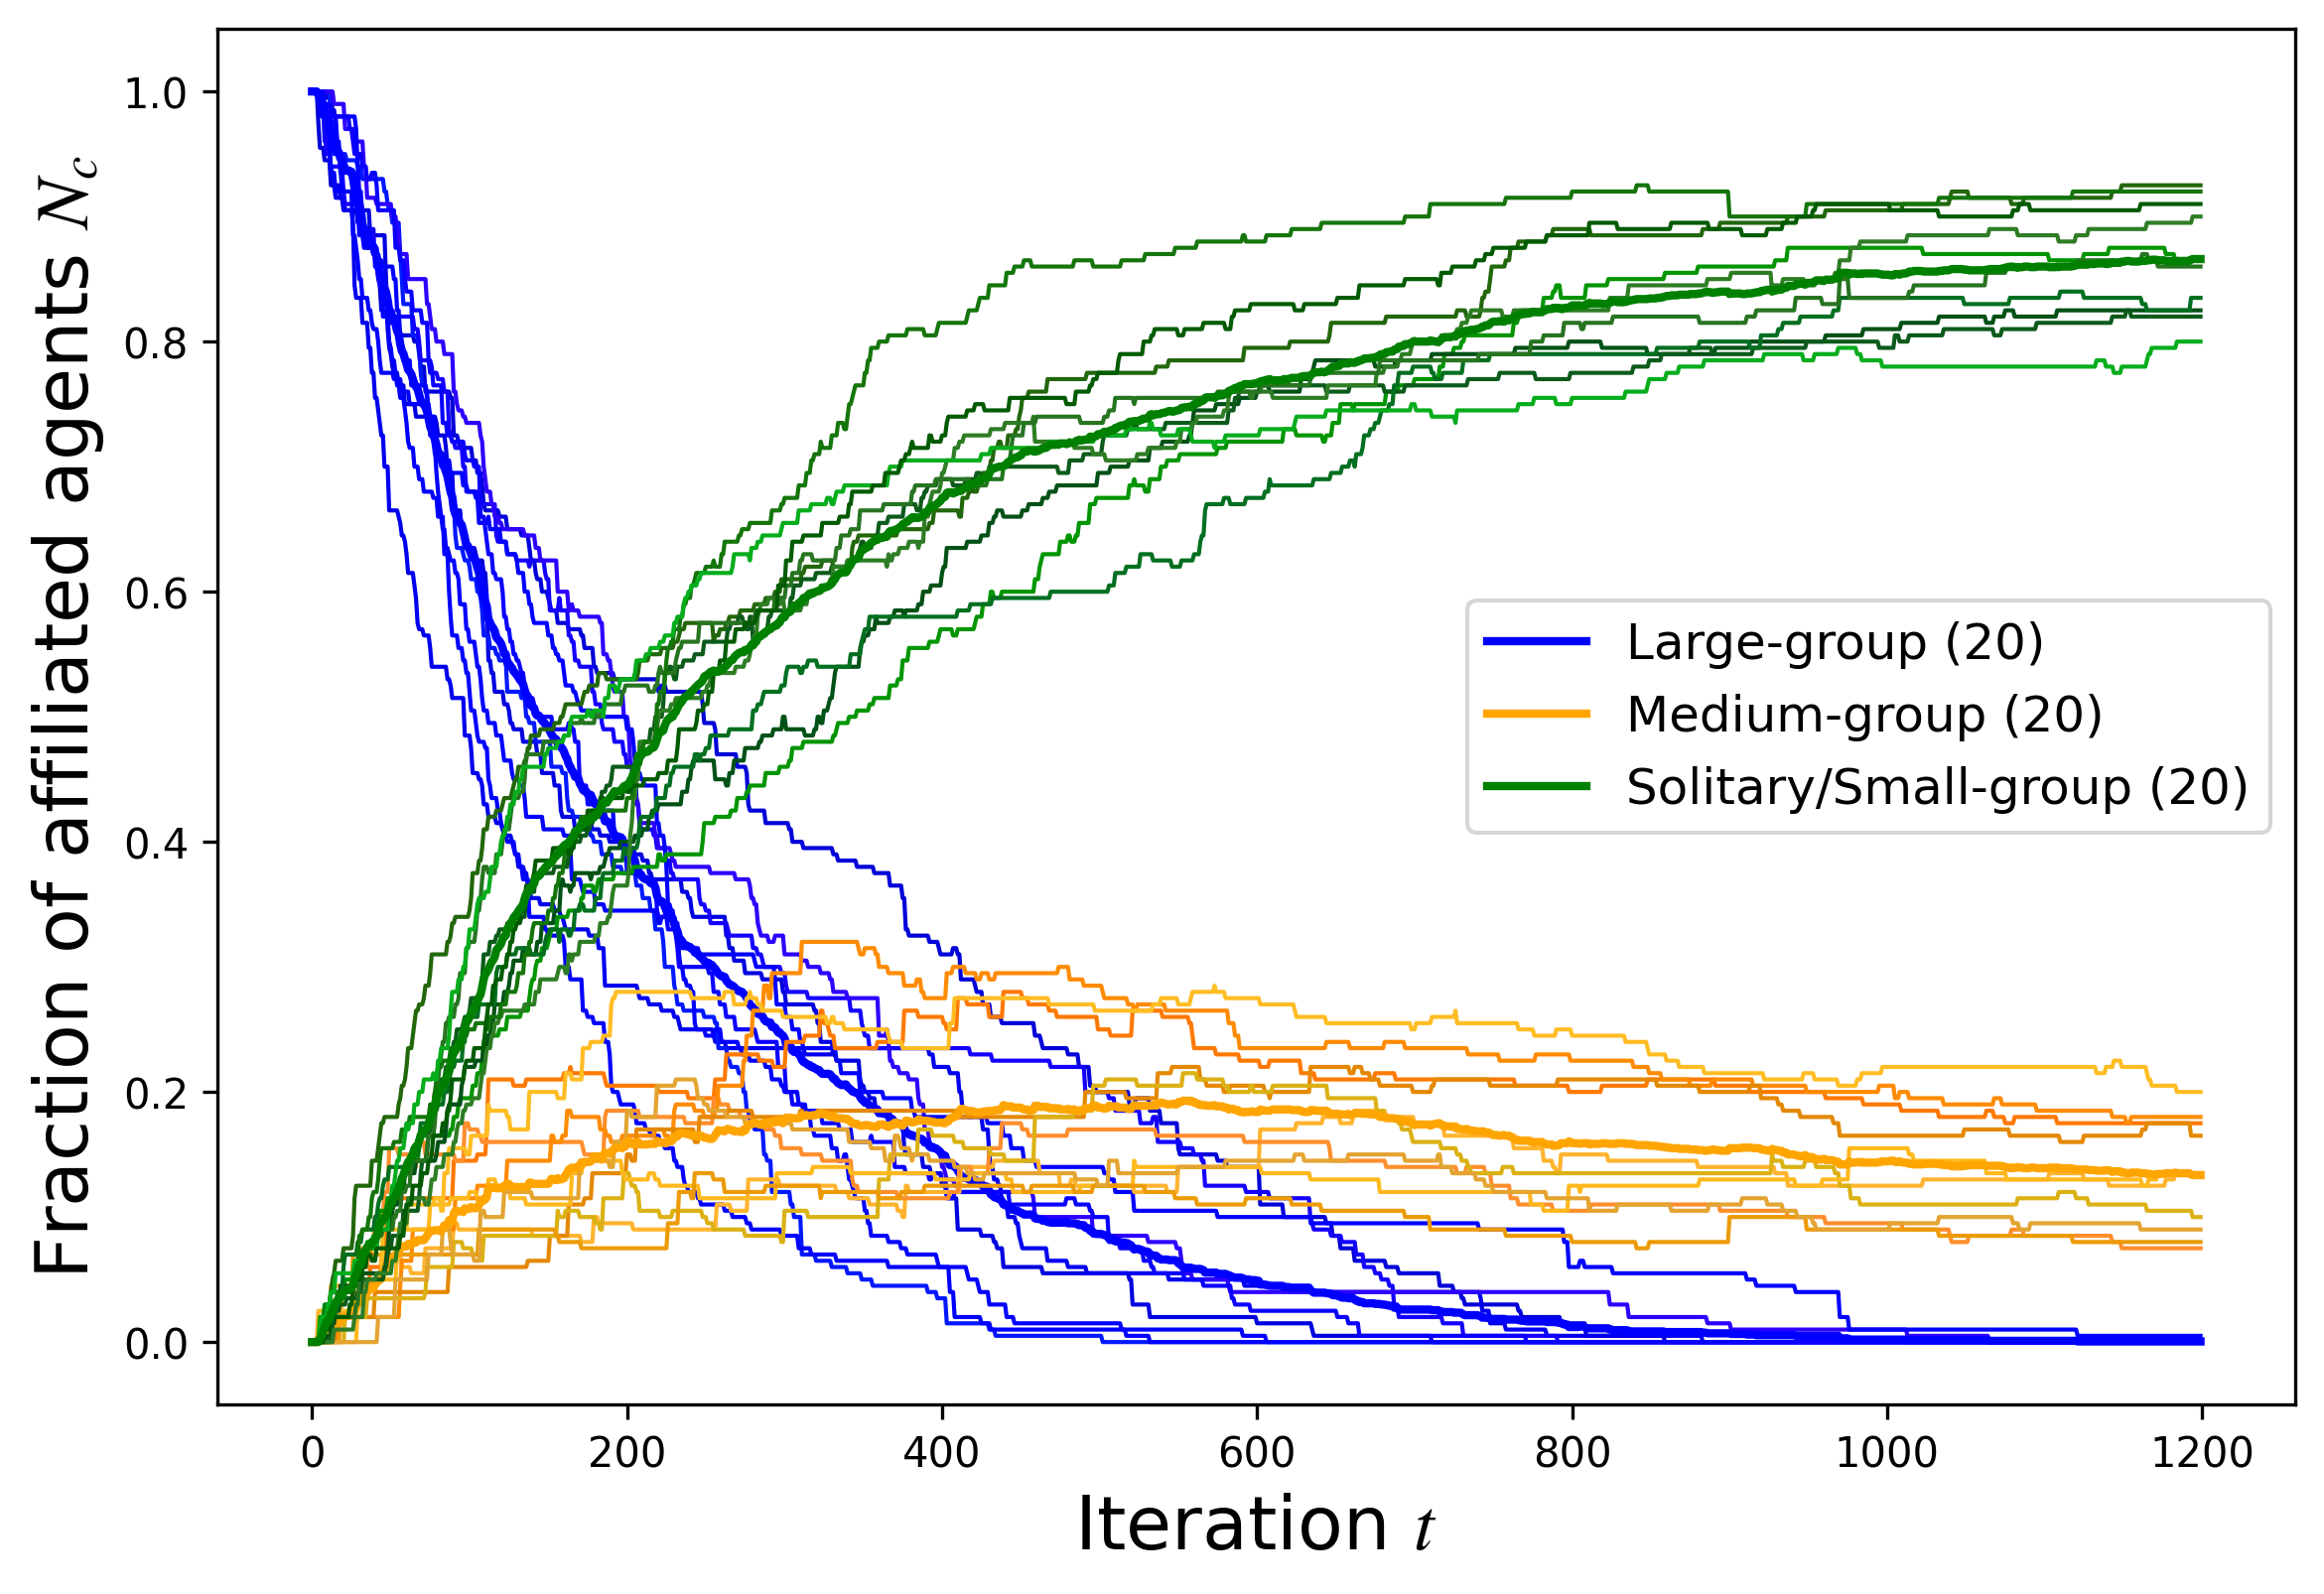 Fraction of affiliated agents N_c
1.0
0.8
0.6
0.4
0.2
0.0
Large-group (20)
Medium-group (20)
Solitary/Small-group (20)
0 200 400 600 800 1000 1200
Iteration t